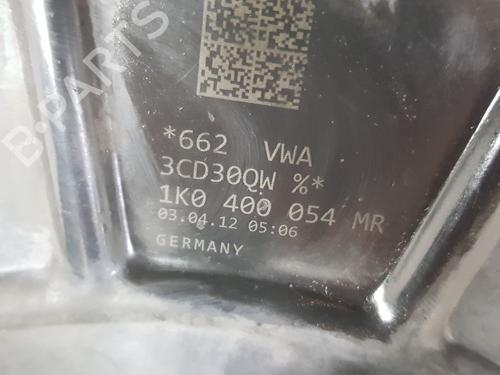 B-PARTS
*662 VWA
3CD30QW %*
1K0 400 054 MR
03.04.12 05:06
GERMANY